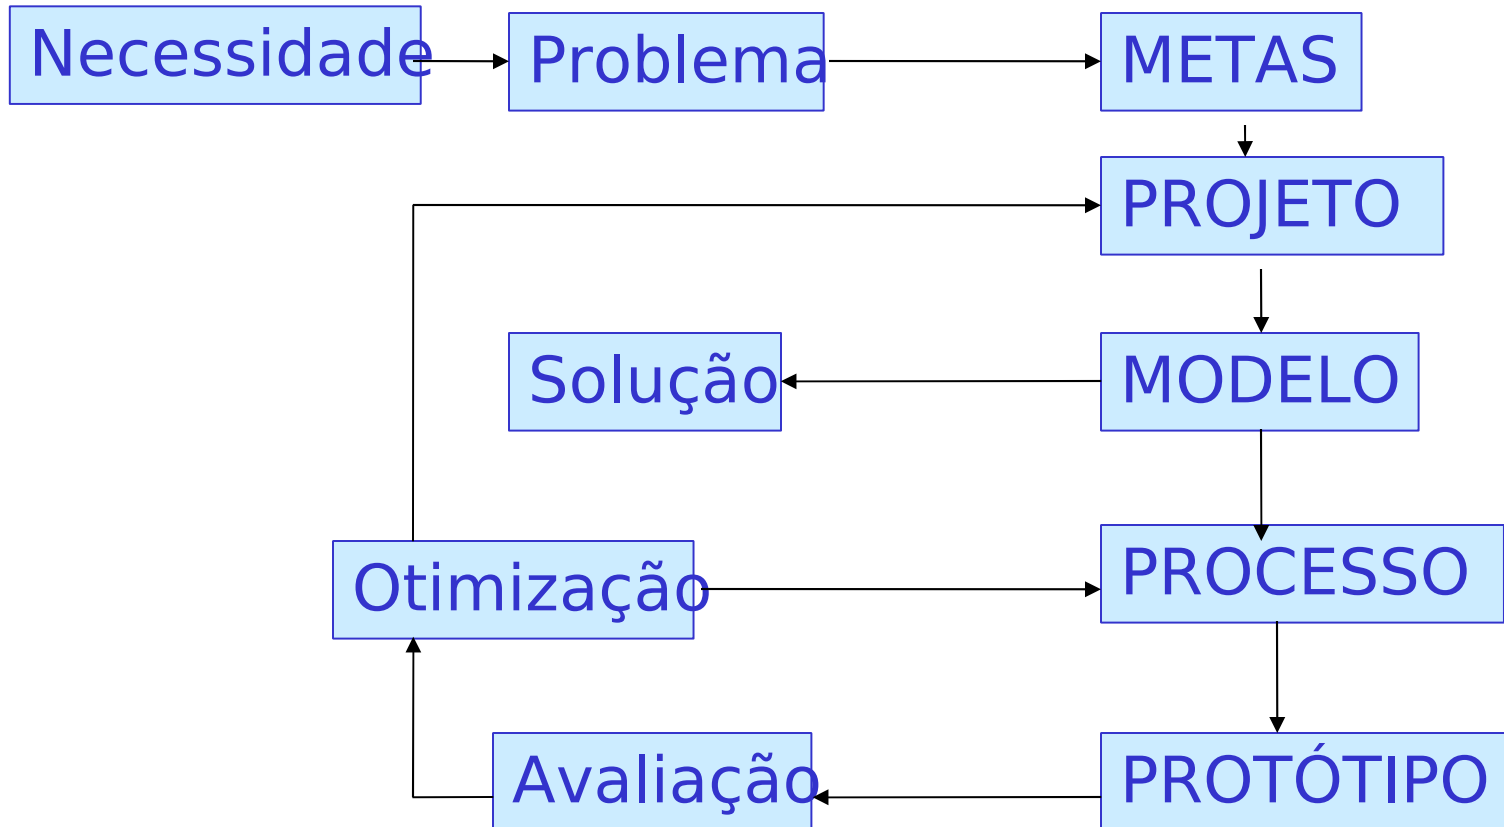 Necessidade
Problema
METAS
PROJETO
Solução
MODELO
Otimização
PROCESSO
Avaliação
PROTÓTIPO